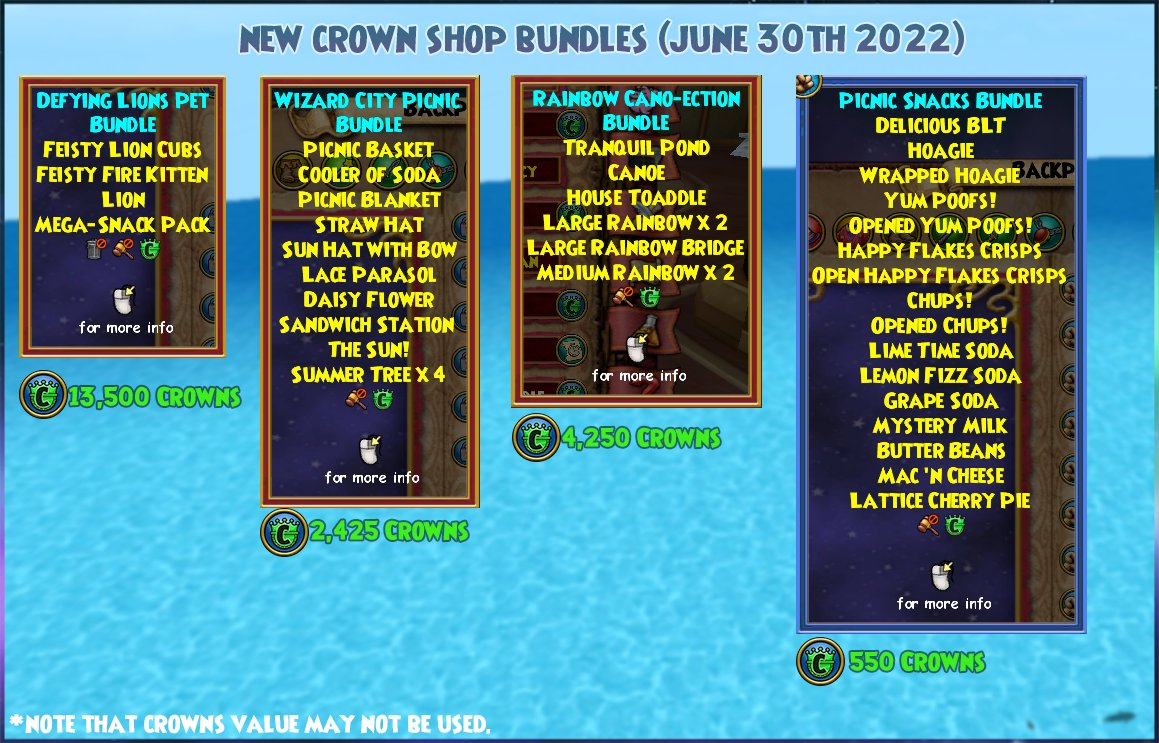 NEW CROWN SHOP BUNDLES (JUNE 30TH 2022)
DEFYING LIONS PET
BUNDLE
FEISTY LION CUBS
FEISTY FIRE KITTEN
LION
MEGA-SNACK PACK
for more info
13,500 CROWNS
WIZARD CITY PICNIC
BUNDLE
BACKP
PICNIC BASKET
COOLER OF SODA
PICNIC BLANKET
STRAW HAT
SUN HAT WITH BOW
LACE PARASOL
DAISY FLOWER
SANDWICH STATION
THE SUN!
SUMMER TREE X 4
for more info
2,425 CROWNS
RAINBOW CANO-ECTION
BUNDLE
TRANQUIL POND
CANOE
HOUSE TOADDLE
LARGE RAINBOW X 2
LARGE RAINBOW BRIDGE
MEDIUM RAINBOW X 2
for more info
4,250 CROWNS
PICNIC SNACKS BUNDLE
DELICIOUS BLT
HOAGIE
BACKP
WRAPPED HOAGIE
YUM POOFS!
OPENED YUM POOFS!
HAPPY FLAKES CRISPS
OPEN HAPPY FLAKES CRISPS
CHUPS!
OPENED CHUPS!
LIME TIME SODA
LEMON FIZZ SODA
GRAPE SODA
MYSTERY MILK
BUTTER BEANS
MAC 'N CHEESE
LATTICE CHERRY PIE
for more info
550 CROWNS
*NOTE THAT CROWNS VALUE MAY NOT BE USED.